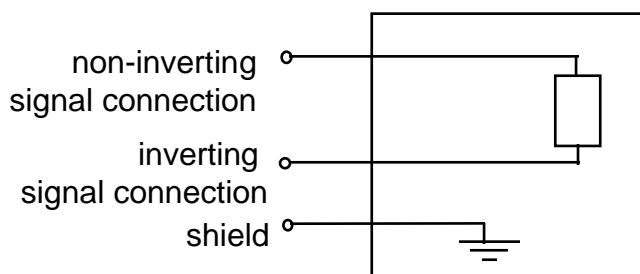 non-inverting
signal connection
inverting
signal connection
shield